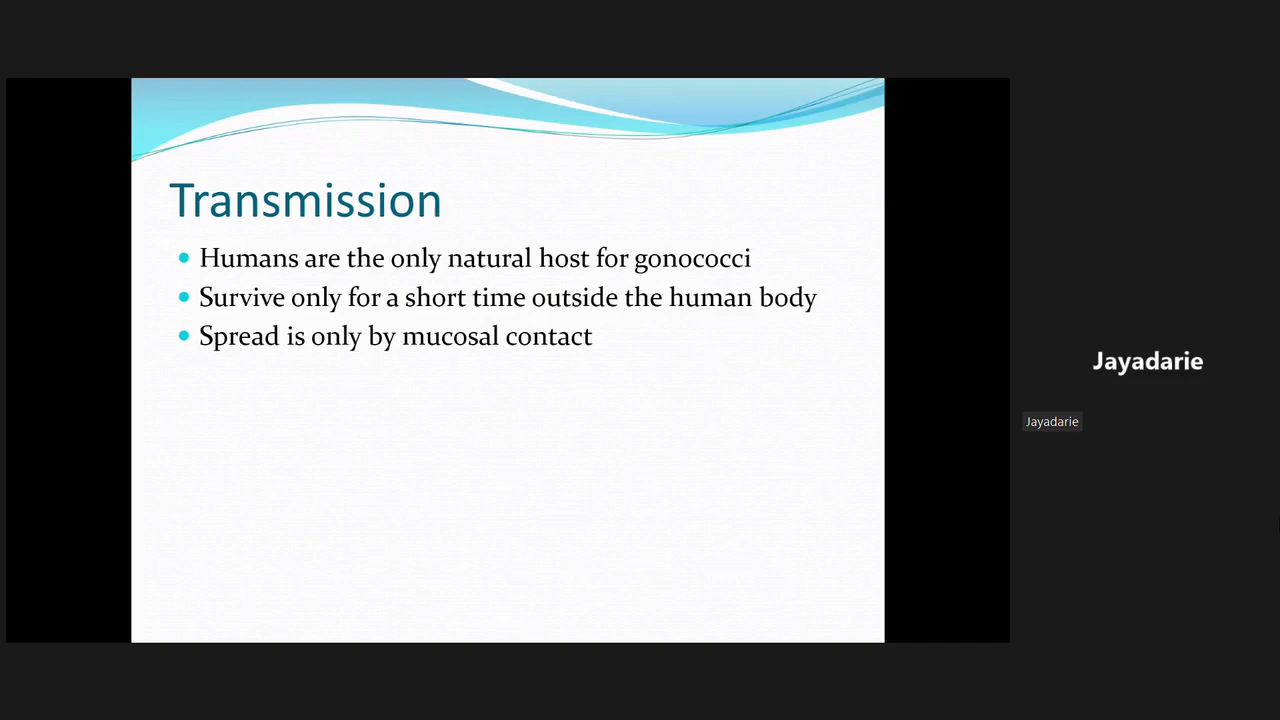 Transmission
Humans are the only natural host for gonococci
Survive only for a short time outside the human body
Spread is only by mucosal contact
Jayadarie
Jayadarie